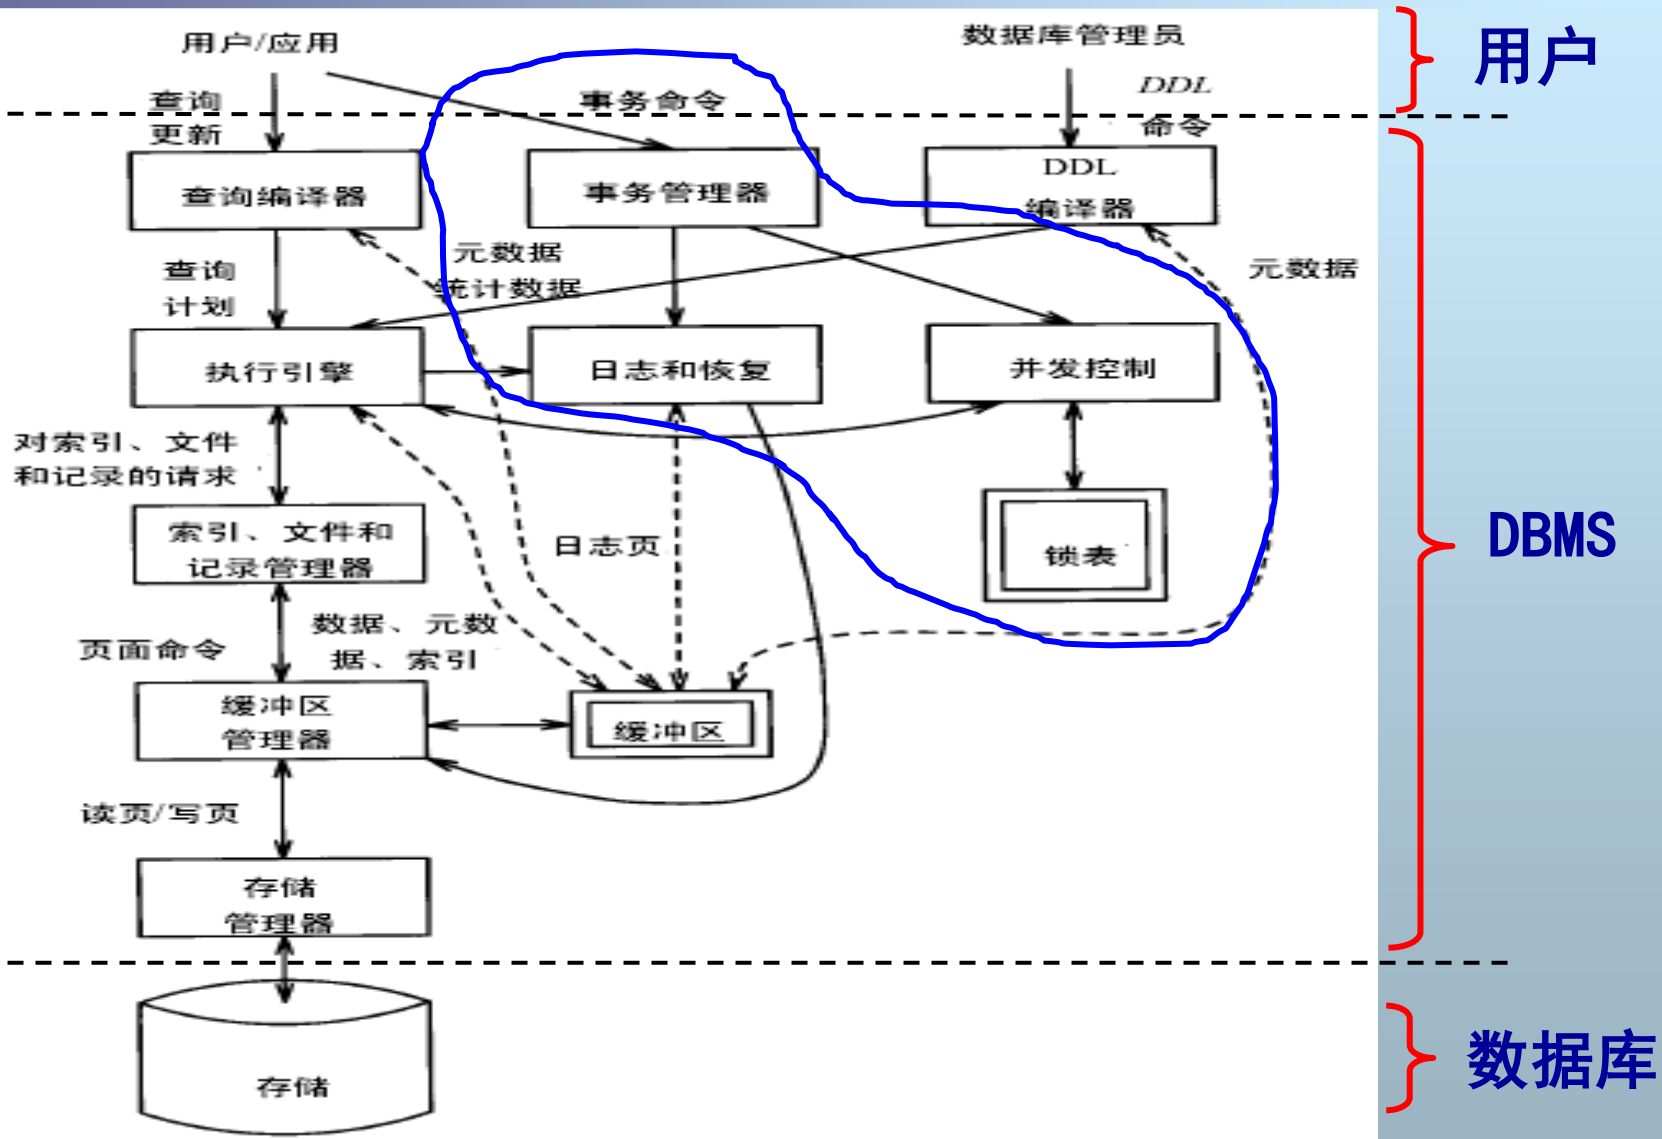 用户/应用
数据库管理员
用户
查询
更新
事务命令
DDL
命令
查询编译器
事务管理器
DDL
编译器
元数据
统计数据
元数据
查询
计划
执行引擎
日志和恢复
并发控制
对索引、文件
和记录的请求
索引、文件和
记录管理器
日志页
锁表
DBMS
数据、元数
据、索引
页面命令
缓冲区
管理器
缓冲区
读页/写页
存储
管理器
存储
数据库